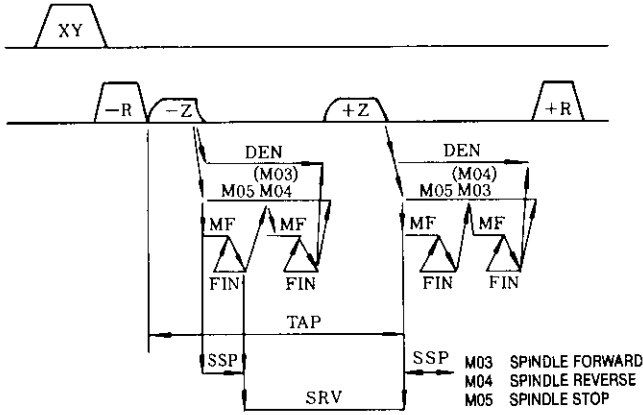 XY
−R −Z +Z +R
DEN DEN
(M03) (M04)
M05 M04 M05 M03
MF MF MF MF
FIN FIN FIN FIN
TAP
SSP SSP M03 SPINDLE FORWARD
M04 SPINDLE REVERSE
SRV M05 SPINDLE STOP